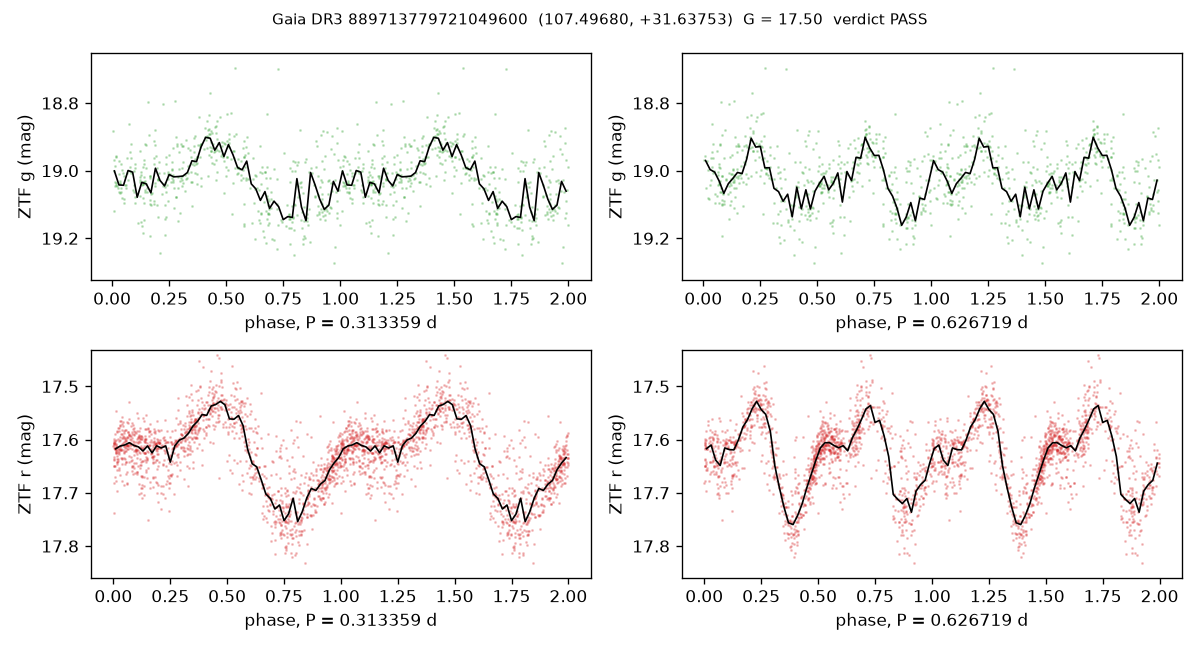 Gaia DR3 889713779721049600 (107.49680, +31.63753) G = 17.50 verdict PASS
ZTF g (mag)
18.8
19.0
19.2
0.00 0.25 0.50 0.75 1.00 1.25 1.50 1.75 2.00
phase, P = 0.313359 d
ZTF g (mag)
18.8
19.0
19.2
0.00 0.25 0.50 0.75 1.00 1.25 1.50 1.75 2.00
phase, P = 0.626719 d
ZTF r (mag)
17.5
17.6
17.7
17.8
0.00 0.25 0.50 0.75 1.00 1.25 1.50 1.75 2.00
phase, P = 0.313359 d
ZTF r (mag)
17.5
17.6
17.7
17.8
0.00 0.25 0.50 0.75 1.00 1.25 1.50 1.75 2.00
phase, P = 0.626719 d